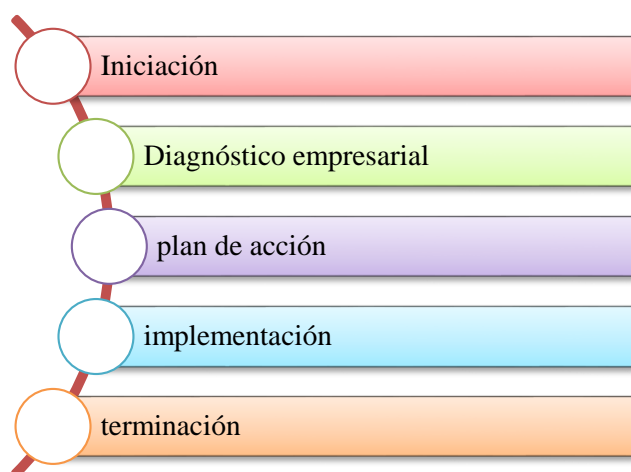 Iniciación
Diagnóstico empresarial
plan de acción
implementación
terminación